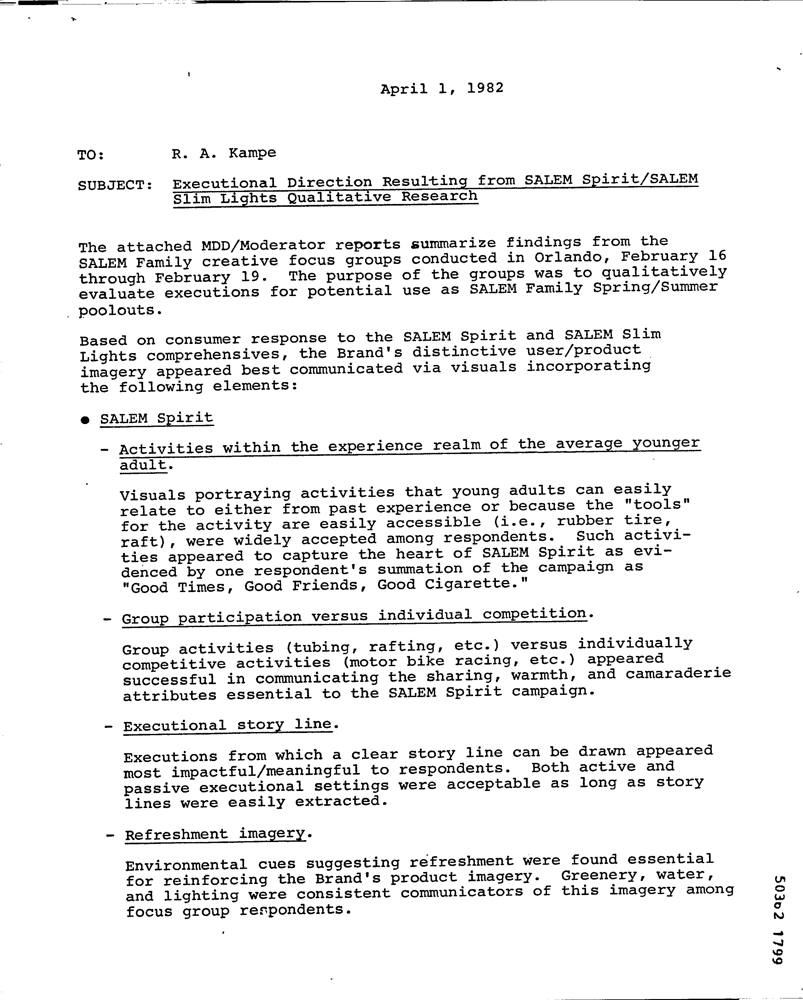 April 1, 1982
TO: R. A. Kampe
SUBJECT: Executional Direction Resulting from SALEM Spirit/SALEM
Slim Lights Qualitative Research
The attached MDD/Moderator reports summarize findings from the
SALEM Family creative focus groups conducted in Orlando, February 16
through February 19. The purpose of the groups was to qualitatively
evaluate executions for potential use as SALEM Family Spring/Summer
poolouts.
Based on consumer response to the SALEM Spirit and SALEM Slim
Lights comprehensives, the Brand's distinctive user/product
imagery appeared best communicated via visuals incorporating
the following elements:
● SALEM Spirit
- Activities within the experience realm of the average younger
adult.
Visuals portraying activities that young adults can easily
relate to either from past experience or because the "tools"
for the activity are easily accessible (i.e., rubber tire,
raft), were widely accepted among respondents. Such activi-
ties appeared to capture the heart of SALEM Spirit as evi-
denced by one respondent's summation of the campaign as
"Good Times, Good Friends, Good Cigarette."
- Group participation versus individual competition.
Group activities (tubing, rafting, etc.) versus individually
competitive activities (motor bike racing, etc.) appeared
successful in communicating the sharing, warmth, and camaraderie
attributes essential to the SALEM Spirit campaign.
- Executional story line.
Executions from which a clear story line can be drawn appeared
most impactful/meaningful to respondents. Both active and
passive executional settings were acceptable as long as story
lines were easily extracted.
- Refreshment imagery.
Environmental cues suggesting refreshment were found essential
for reinforcing the Brand's product imagery. Greenery, water,
and lighting were consistent communicators of this imagery among
focus group respondents.
1799